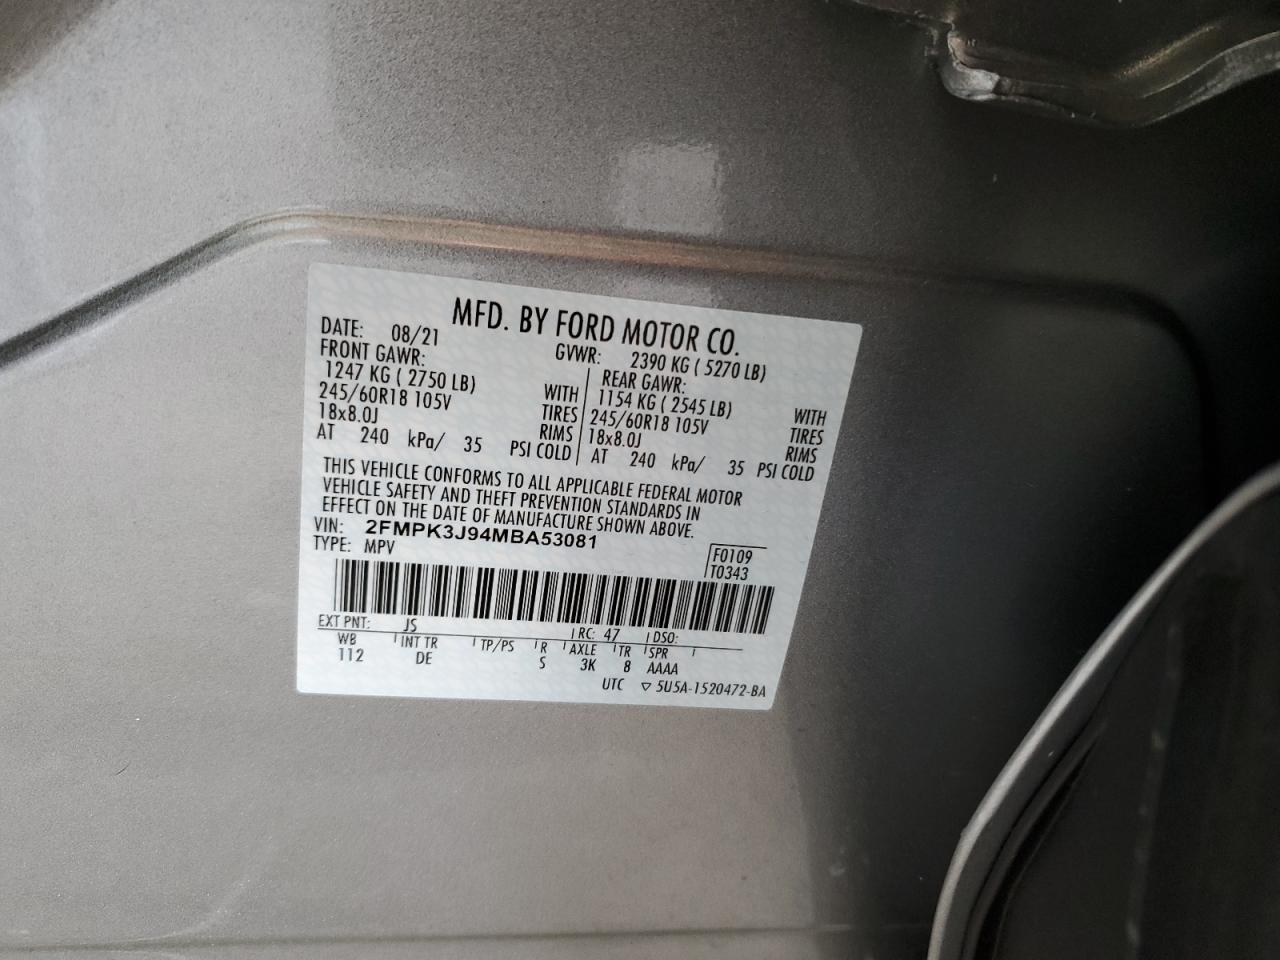 MFD. BY FORD MOTOR CO.
DATE: 08/21 GVWR: 2390 KG ( 5270 LB)
FRONT GAWR: REAR GAWR:
1247 KG ( 2750 LB) WITH 1154 KG ( 2545 LB) WITH
245/60R18 105V TIRES 245/60R18 105V TIRES
18x8.0J RIMS 18x8.0J RIMS
AT 240 kPa/ 35 PSI COLD AT 240 kPa/ 35 PSI COLD
THIS VEHICLE CONFORMS TO ALL APPLICABLE FEDERAL MOTOR
VEHICLE SAFETY AND THEFT PREVENTION STANDARDS IN
EFFECT ON THE DATE OF MANUFACTURE SHOWN ABOVE.
VIN: 2FMPK3J94MBA53081
TYPE: MPV F0109
T0343
EXT PNT: JS RC: 47 DSO:
WB INT TR TP/PS R AXLE TR SPR
112 DE S 3K 8 AAAA
UTC ▽ 5U5A-1520472-BA